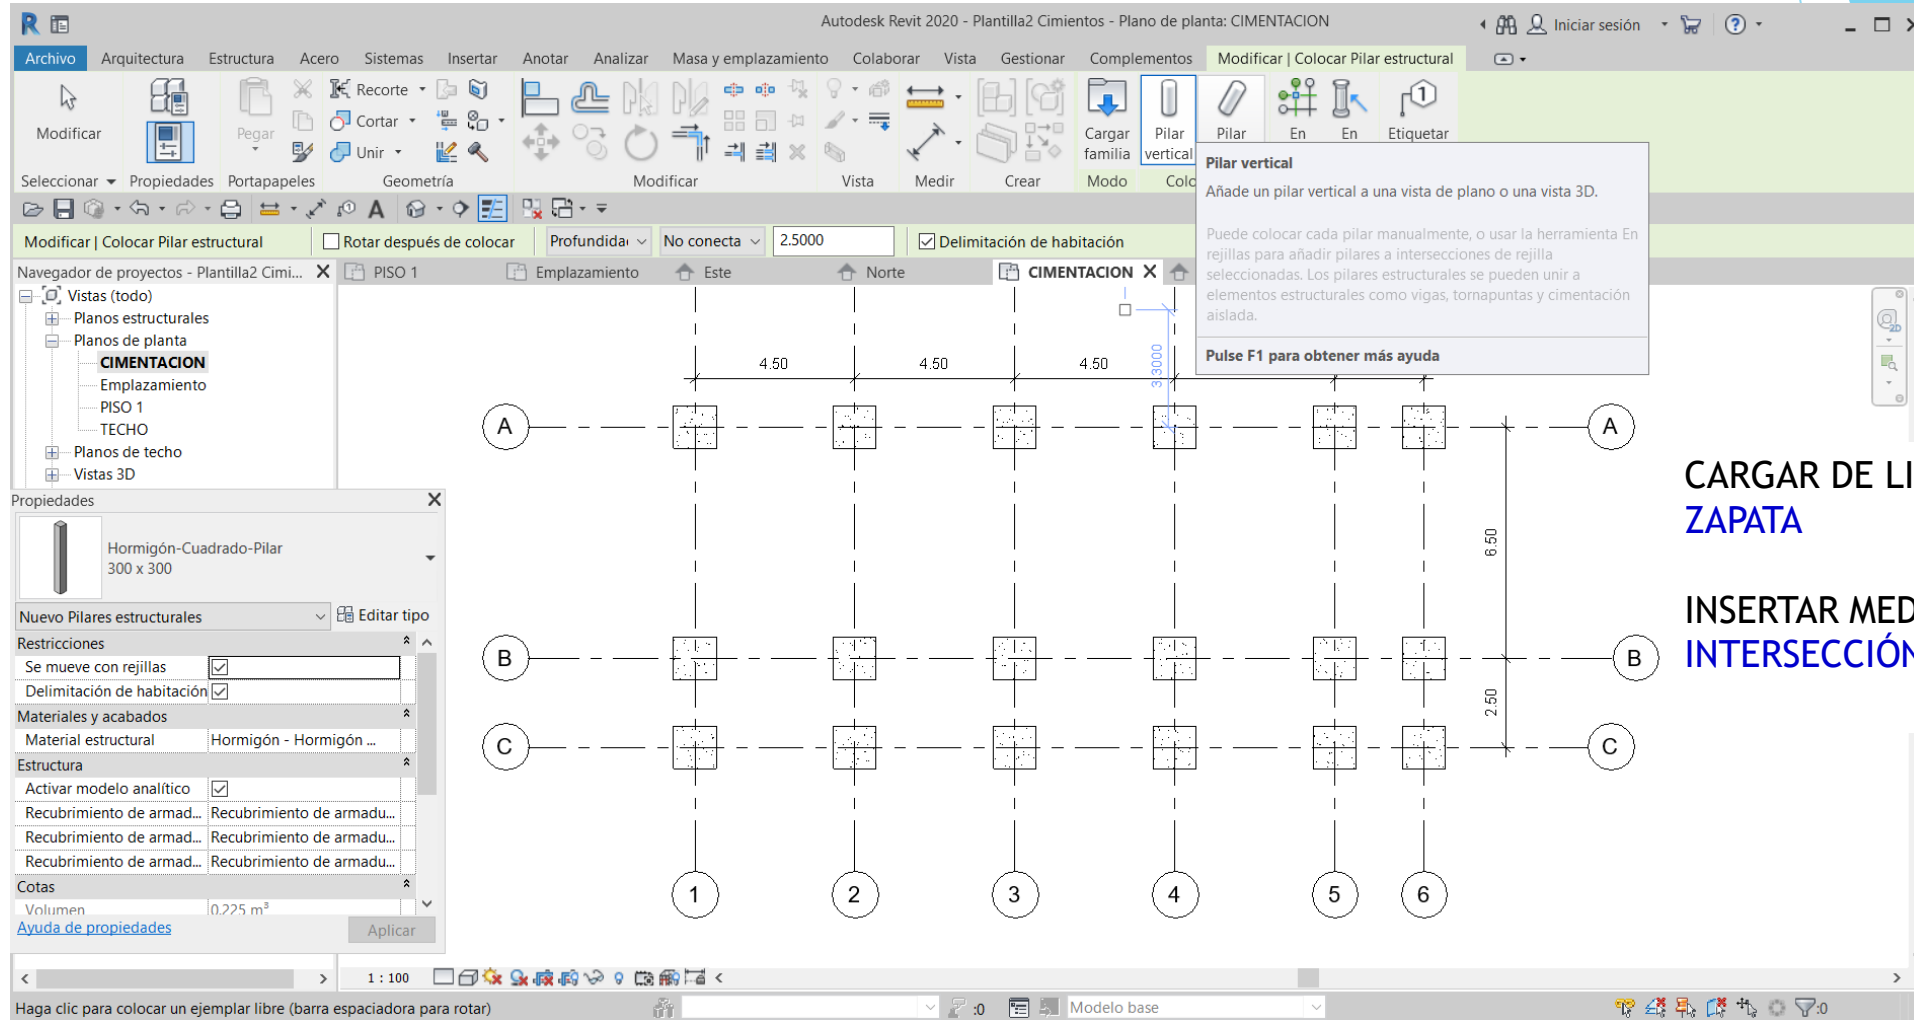 Autodesk Revit 2020 - Plantilla2 Cimientos - Plano de planta: CIMENTACION
Iniciar sesión
Archivo Arquitectura Estructura Acero Sistemas Insertar Anotar Analizar Masa y emplazamiento Colaborar Vista Gestionar Complementos Modificar | Colocar Pilar estructural
Modificar
Pegar
Recorte
Cortar
Unir
Cargar familia
Pilar vertical
Pilar
En
En
Etiquetar
Seleccionar Propiedades Portapapeles Geometría Modificar Vista Medir Crear Modo Colo
Pilar vertical
Añade un pilar vertical a una vista de plano o una vista 3D.
Puede colocar cada pilar manualmente, o usar la herramienta En
rejillas para añadir pilares a intersecciones de rejilla
seleccionadas. Los pilares estructurales se pueden unir a
elementos estructurales como vigas, tornapuntas y cimentación
aislada.
Pulse F1 para obtener más ayuda
Modificar | Colocar Pilar estructural Rotar después de colocar Profundida No conecta 2.5000 Delimitación de habitación
Navegador de proyectos - Plantilla2 Cimi... X PISO 1 Emplazamiento Este Norte CIMENTACION X
Vistas (todo)
Planos estructurales
Planos de planta
CIMENTACION
Emplazamiento
PISO 1
TECHO
Planos de techo
Vistas 3D
Propiedades X
Hormigón-Cuadrado-Pilar
300 x 300
Nuevo Pilares estructurales Editar tipo
Restricciones
Se mueve con rejillas
Delimitación de habitación
Materiales y acabados
Material estructural Hormigón - Hormigón ...
Estructura
Activar modelo analítico
Recubrimiento de armad... Recubrimiento de armadu...
Recubrimiento de armad... Recubrimiento de armadu...
Recubrimiento de armad... Recubrimiento de armadu...
Cotas
Volumen 0.225 m³
Ayuda de propiedades Aplicar
4.50 4.50 4.50 3.3000
A A
6.50
B B
2.50
C C
1 2 3 4 5 6
2D
CARGAR DE LI
ZAPATA
INSERTAR MED
INTERSECCIÓN
1 : 100
Haga clic para colocar un ejemplar libre (barra espaciadora para rotar) :0 Modelo base :0